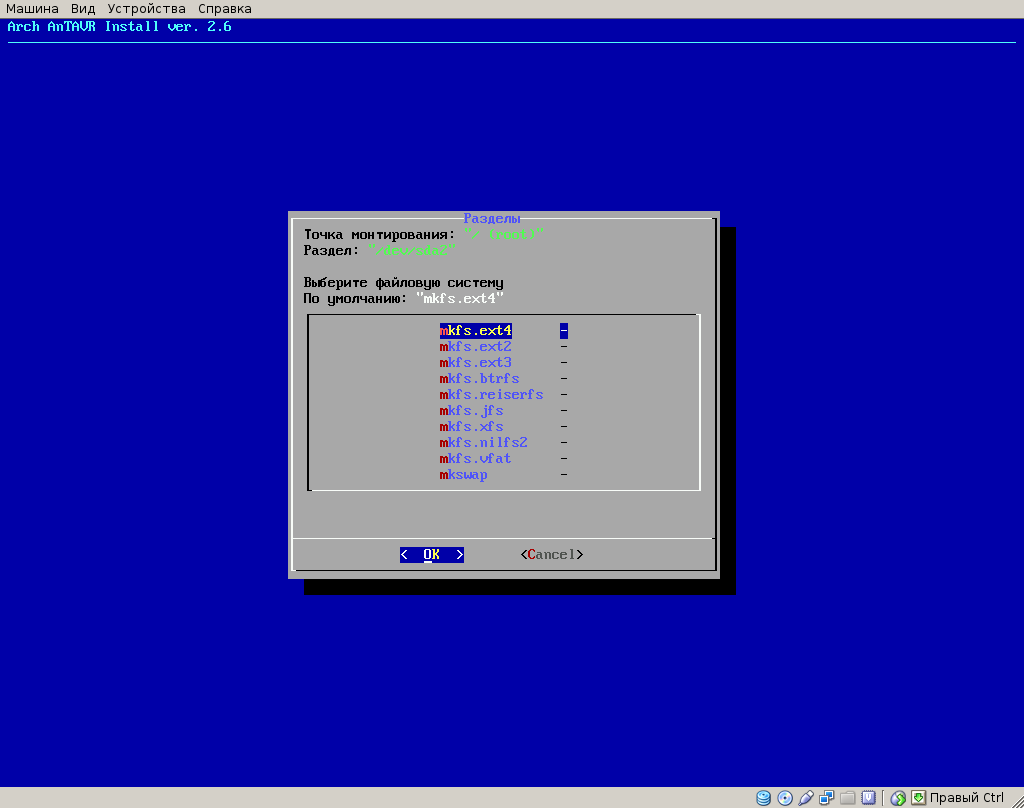 Машина Вид Устройства Справка
Arch AnTAVR Install ver. 2.6
Разделы
Точка монтирования: "/ (root)"
Раздел: "/dev/sda2"
Выберите файловую систему
По умолчанию: "mkfs.ext4"
mkfs.ext4 -
mkfs.ext2 -
mkfs.ext3 -
mkfs.btrfs -
mkfs.reiserfs -
mkfs.jfs -
mkfs.xfs -
mkfs.nilfs2 -
mkfs.vfat -
mkswap -
< OK > <Cancel>
Правый Ctrl